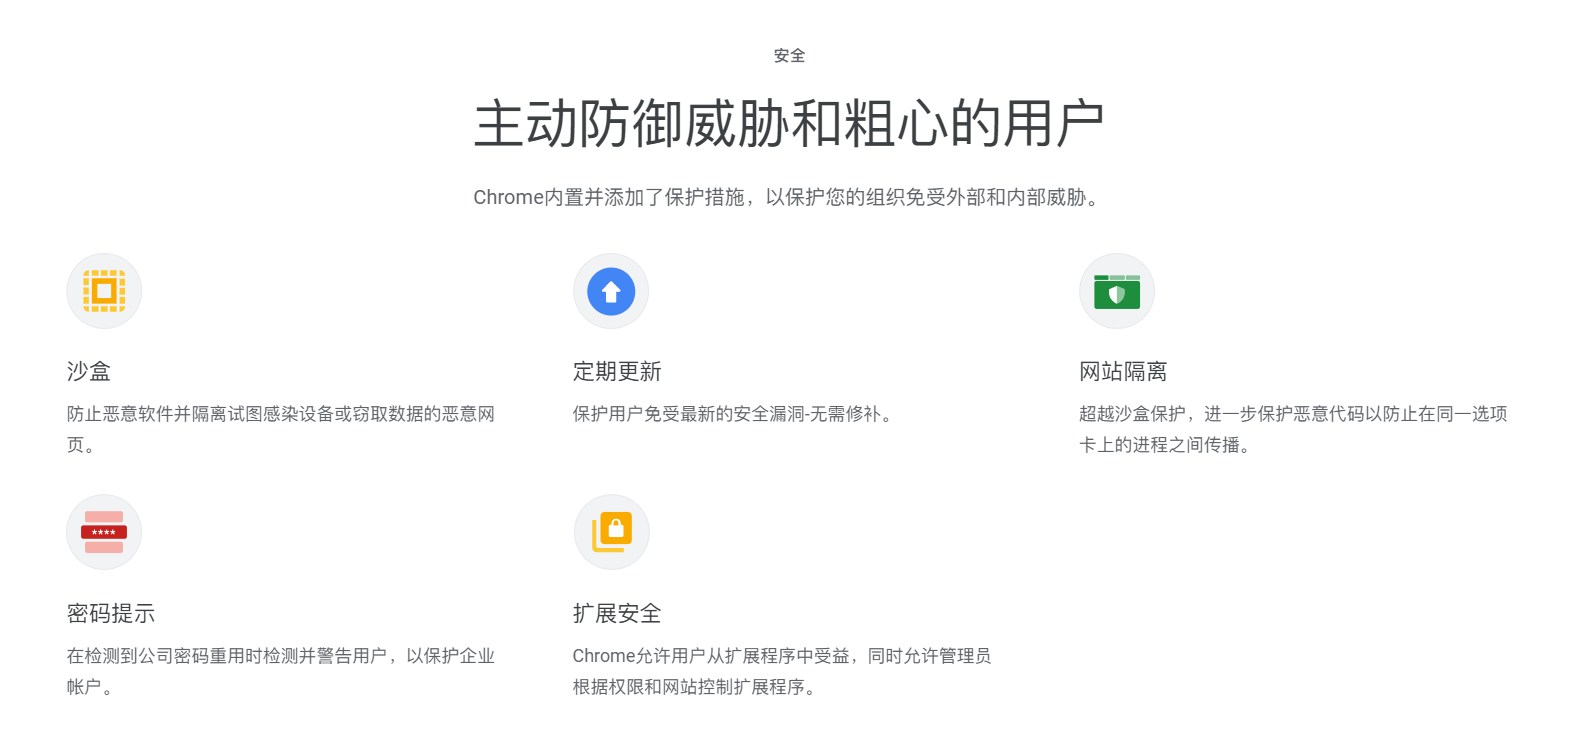 安全
主动防御威胁和粗心的用户
Chrome内置并添加了保护措施，以保护您的组织免受外部和内部威胁。
沙盒
防止恶意软件并隔离试图感染设备或窃取数据的恶意网
页。
定期更新
保护用户免受最新的安全漏洞-无需修补。
网站隔离
超越沙盒保护，进一步保护恶意代码以防止在同一选项
卡上的进程之间传播。
****
密码提示
在检测到公司密码重用时检测并警告用户，以保护企业
帐户。
扩展安全
Chrome允许用户从扩展程序中受益，同时允许管理员
根据权限和网站控制扩展程序。